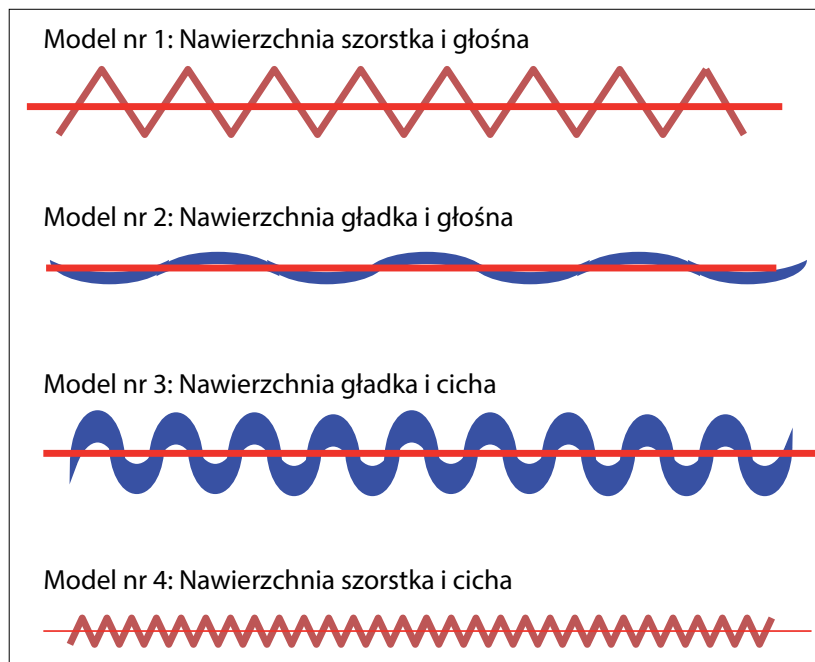 Model nr 1: Nawierzchnia szorstka i głośna
Model nr 2: Nawierzchnia gładka i głośna
Model nr 3: Nawierzchnia gładka i cicha
Model nr 4: Nawierzchnia szorstka i cicha